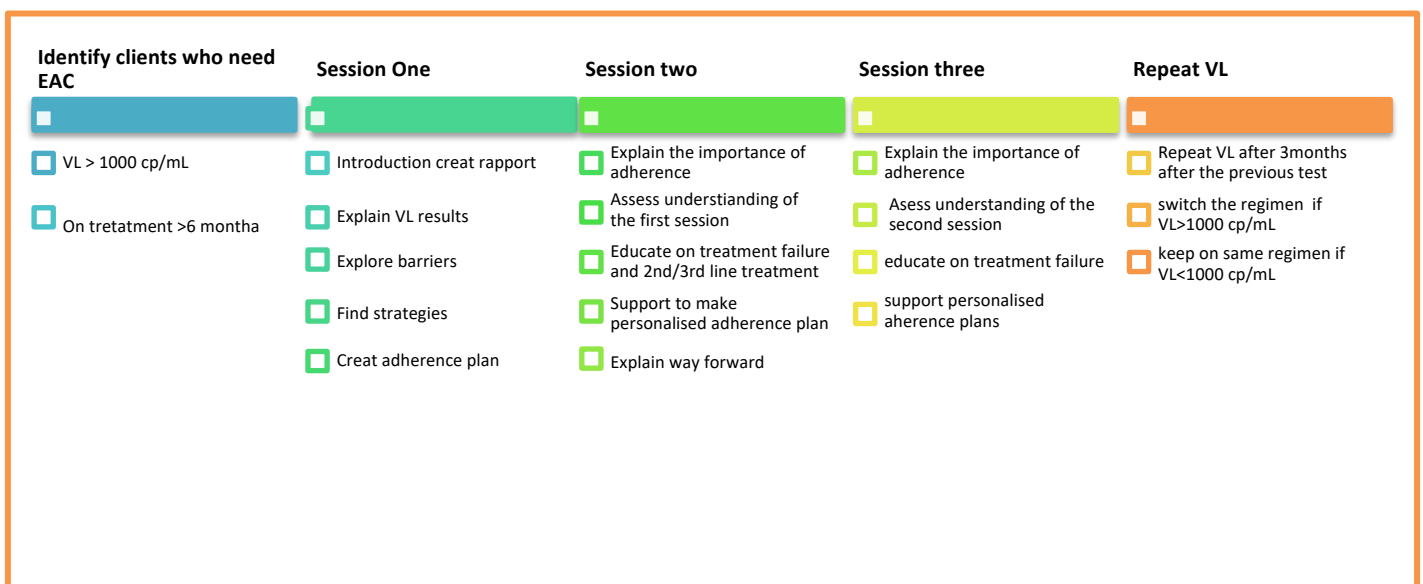 Identify clients who need
EAC
VL > 1000 cp/mL
On tretatment >6 montha
Session One
Introduction creat rapport
Explain VL results
Explore barriers
Find strategies
Creat adherence plan
Session two
Explain the importance of
adherence
Assess understianding of
the first session
Educate on treatment failure
and 2nd/3rd line treatment
Support to make
personalised adherence plan
Explain way forward
Session three
Explain the importance of
adherence
Asess understanding of the
second session
educate on treatment failure
support personalised
aherence plans
Repeat VL
Repeat VL after 3months
after the previous test
switch the regimen if
VL>1000 cp/mL
keep on same regimen if
VL<1000 cp/mL